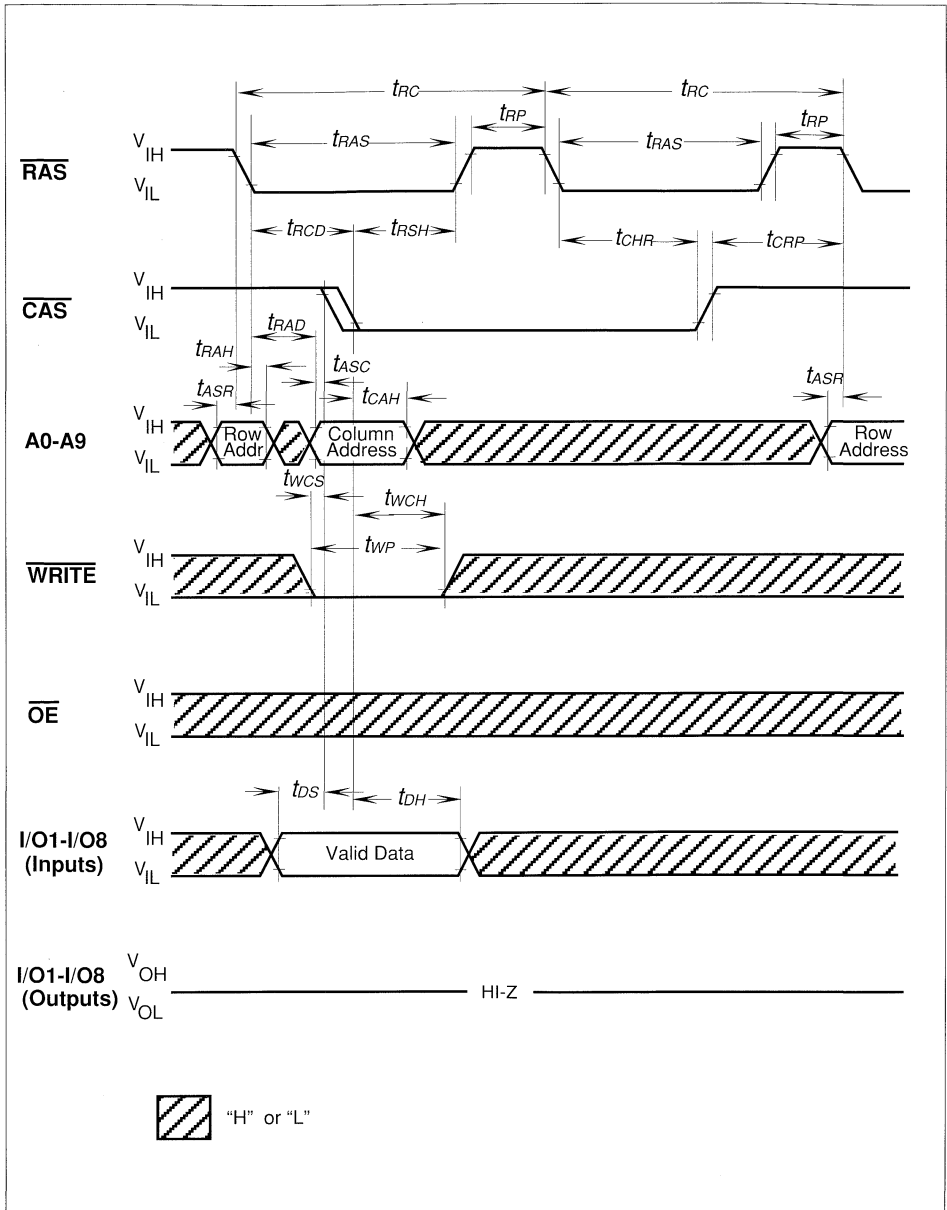 tRC tRC
tRP tRP
tRAS tRAS
RAS VIH
VIL
tRCD tRSH tCHR tCRP
CAS VIH
VIL
tRAD
tRAH tASC
tASR tCAH tASR
A0-A9 VIH
VIL
Row Addr
Column Address
Row Address
tWCS tWCH
tWP
WRITE VIH
VIL
OE VIH
VIL
tDS tDH
I/O1-I/O8 (Inputs) VIH
VIL
Valid Data
I/O1-I/O8 (Outputs) VOH
VOL
HI-Z
“H” or “L”